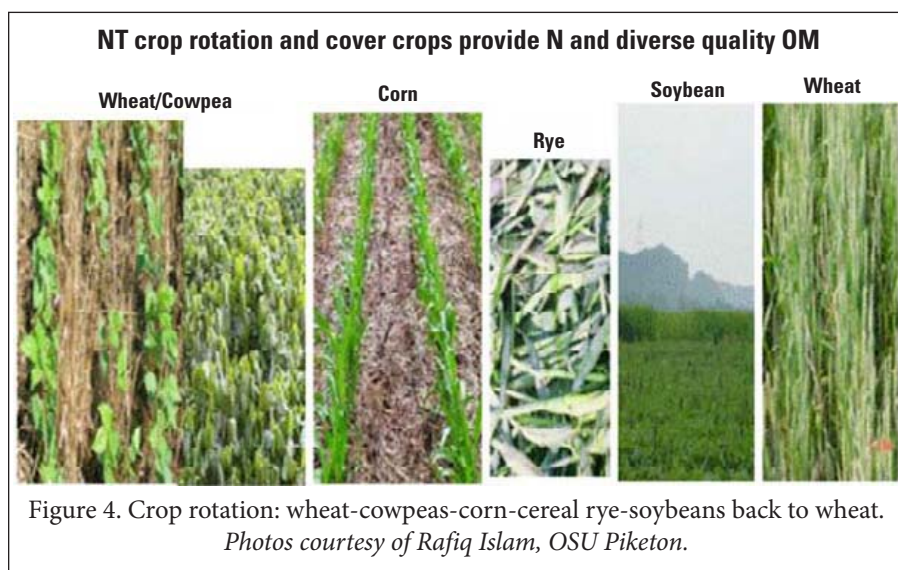 NT crop rotation and cover crops provide N and diverse quality OM
Wheat/Cowpea
Corn
Rye
Soybean
Wheat
Figure 4. Crop rotation: wheat-cowpeas-corn-cereal rye-soybeans back to wheat.
Photos courtesy of Rafiq Islam, OSU Piketon.